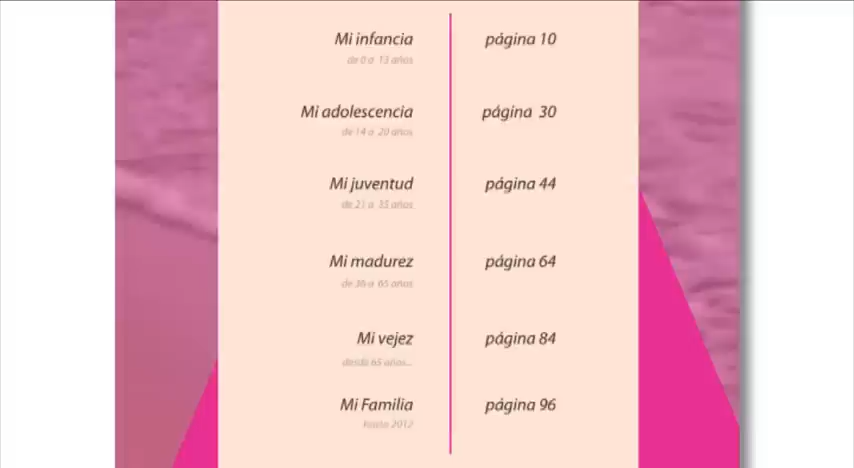 Mi infancia página 10
de 0 a 13 años
Mi adolescencia página 30
de 14 a 20 años
Mi juventud página 44
de 21 a 35 años
Mi madurez página 64
de 36 a 65 años
Mi vejez página 84
desde 65 años...
Mi Familia página 96
hasta 2012